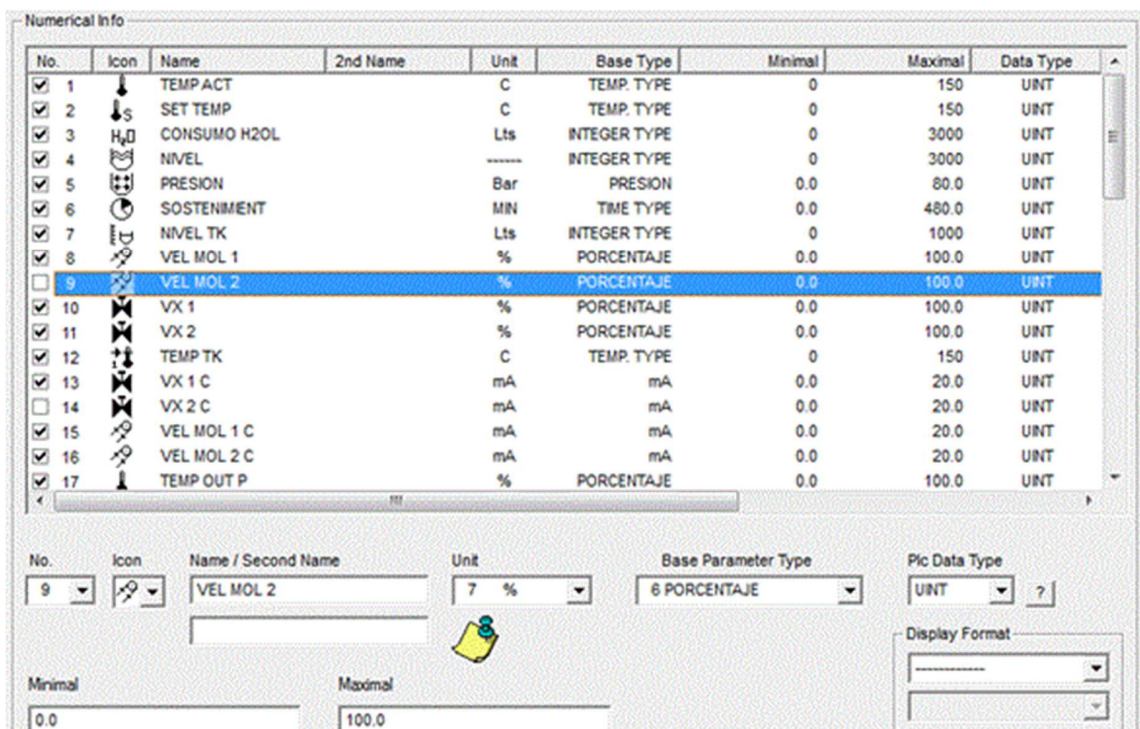 Numerical Info
No. Icon Name 2nd Name Unit Base Type Minimal Maximal Data Type
1 TEMP ACT C TEMP. TYPE 0 150 UINT
2 S SET TEMP C TEMP. TYPE 0 150 UINT
3 H2O CONSUMO H2OL Lts INTEGER TYPE 0 3000 UINT
4 NIVEL ------ INTEGER TYPE 0 3000 UINT
5 PRESION Bar PRESION 0.0 80.0 UINT
6 SOSTENIMIENT MIN TIME TYPE 0.0 480.0 UINT
7 NIVEL TK Lts INTEGER TYPE 0 1000 UINT
8 VEL MOL 1 % PORCENTAJE 0.0 100.0 UINT
9 VEL MOL 2 % PORCENTAJE 0.0 100.0 UINT
10 VX 1 % PORCENTAJE 0.0 100.0 UINT
11 VX 2 % PORCENTAJE 0.0 100.0 UINT
12 1 TEMP TK C TEMP. TYPE 0 150 UINT
13 VX 1 C mA mA 0.0 20.0 UINT
14 VX 2 C mA mA 0.0 20.0 UINT
15 VEL MOL 1 C mA mA 0.0 20.0 UINT
16 VEL MOL 2 C mA mA 0.0 20.0 UINT
17 TEMP OUT P % PORCENTAJE 0.0 100.0 UINT
No. Icon Name / Second Name Unit Base Parameter Type Plc Data Type
9 VEL MOL 2 7 % 6 PORCENTAJE UINT ?
Display Format
------------
Minimal Maximal
0.0 100.0